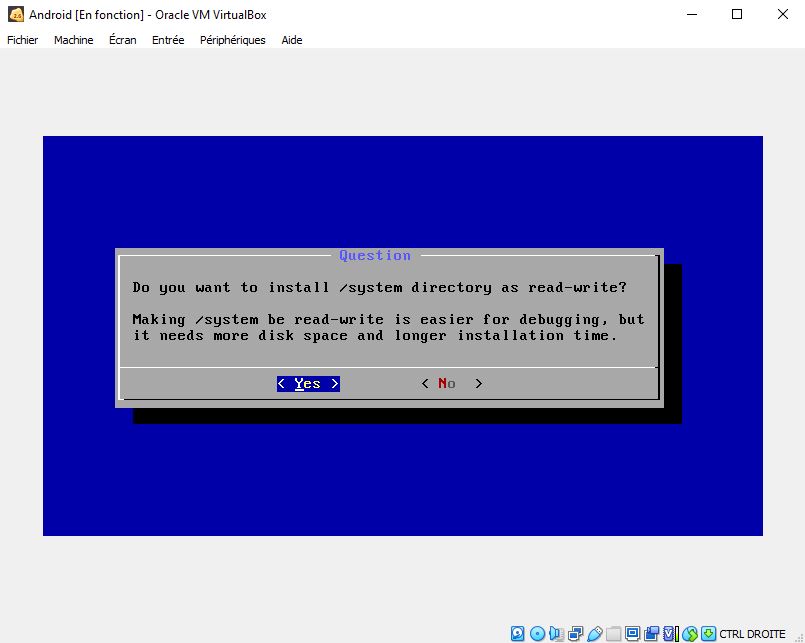 Android [En fonction] - Oracle VM VirtualBox
Fichier Machine Écran Entrée Périphériques Aide
Question
Do you want to install /system directory as read-write?
Making /system be read-write is easier for debugging, but
it needs more disk space and longer installation time.
< Yes > < No >
CTRL DROITE